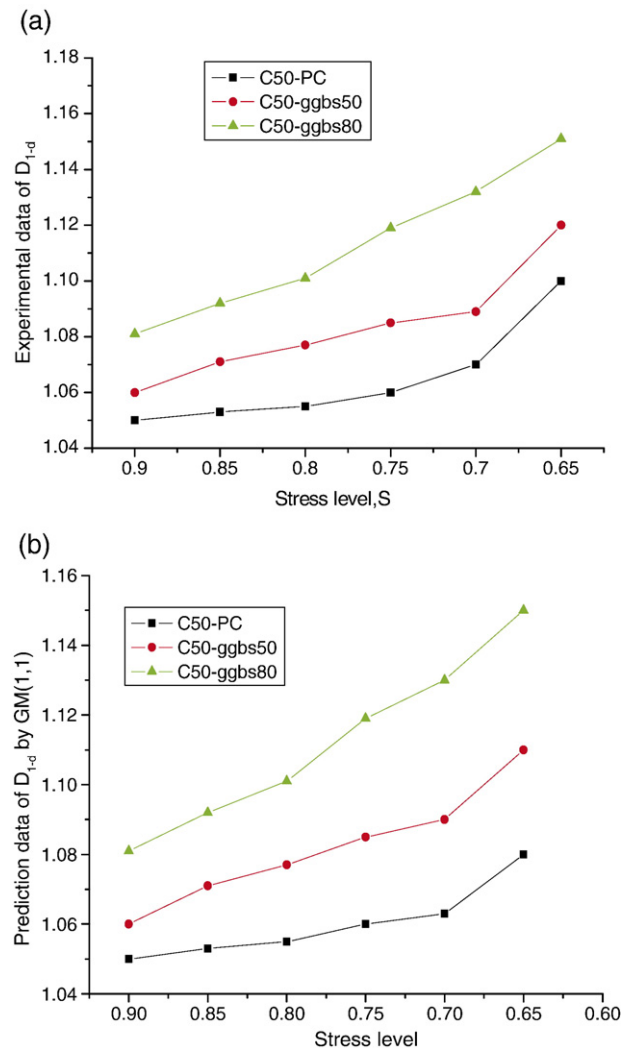 (a)
1.18
1.16
1.14
1.12
1.10
1.08
1.06
1.04
Experimental data of D1-d
C50-PC
C50-ggbs50
C50-ggbs80
0.9 0.85 0.8 0.75 0.7 0.65
Stress level,S
(b)
1.16
1.14
1.12
1.10
1.08
1.06
1.04
Prediction data of D1-d by GM(1,1)
C50-PC
C50-ggbs50
C50-ggbs80
0.90 0.85 0.80 0.75 0.70 0.65 0.60
Stress level